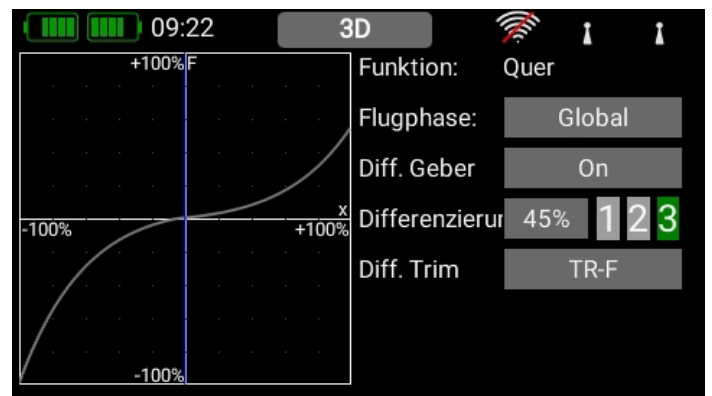 09:22 3D
+100% F
Funktion: Quer
Flugphase: Global
Diff. Geber On
x
-100% +100%
Differenzierur 45% 1 2 3
Diff. Trim TR-F
-100%